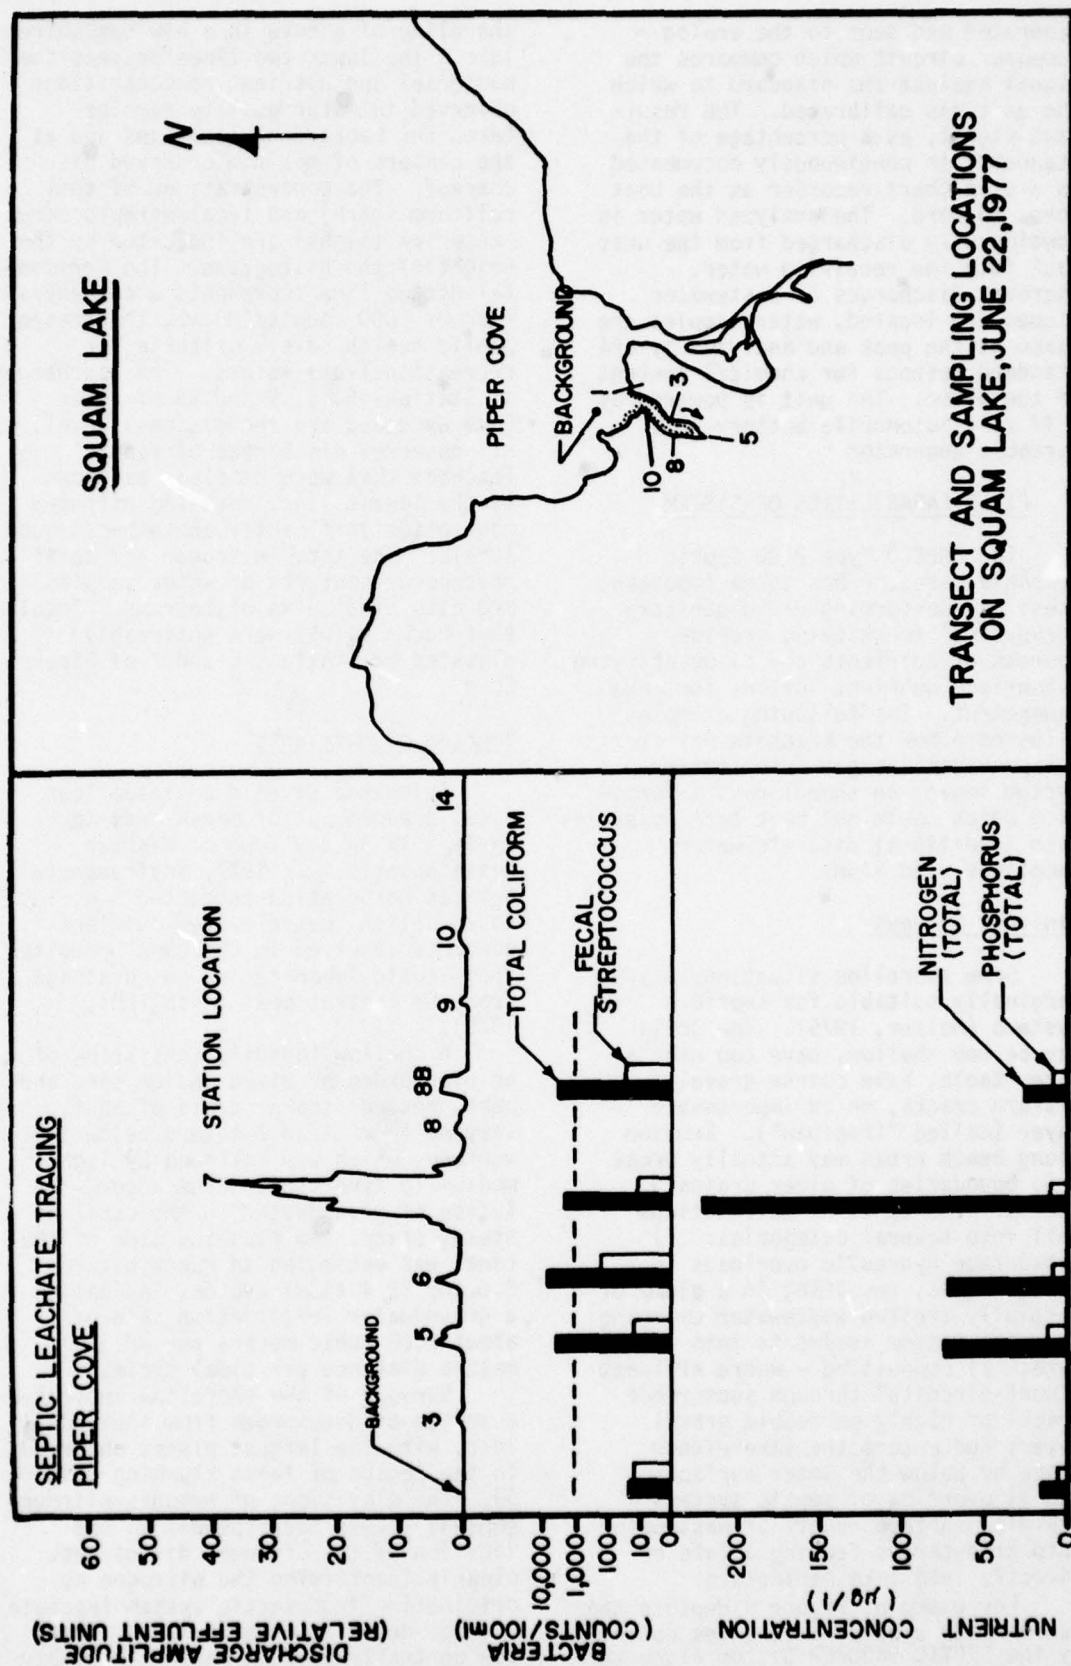 SEPTIC LEACHATE TRACING
PIPER COVE
STATION LOCATION
DISCHARGE AMPLITUDE
(RELATIVE EFFLUENT UNITS)
60
50
40
30
20
10
0
BACKGROUND
3
5
6
7
8
8B
9
10
14
BACTERIA
(COUNTS/100ml)
10,000
1,000
100
10
0
TOTAL COLIFORM
FECAL
STREPTOCOCCUS
NUTRIENT CONCENTRATION
(µg/l)
200
100
50
0
NITROGEN
(TOTAL)
PHOSPHORUS
(TOTAL)
SQUAM LAKE
N
PIPER COVE
BACKGROUND
1
3
5
8
10
TRANSECT AND SAMPLING LOCATIONS
ON SQUAM LAKE, JUNE 22, 1977